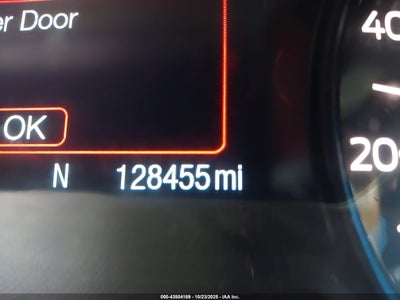 er Door
OK
N 128455mi
40
20
000-43504169 - 10/23/2025 - IAA Inc.